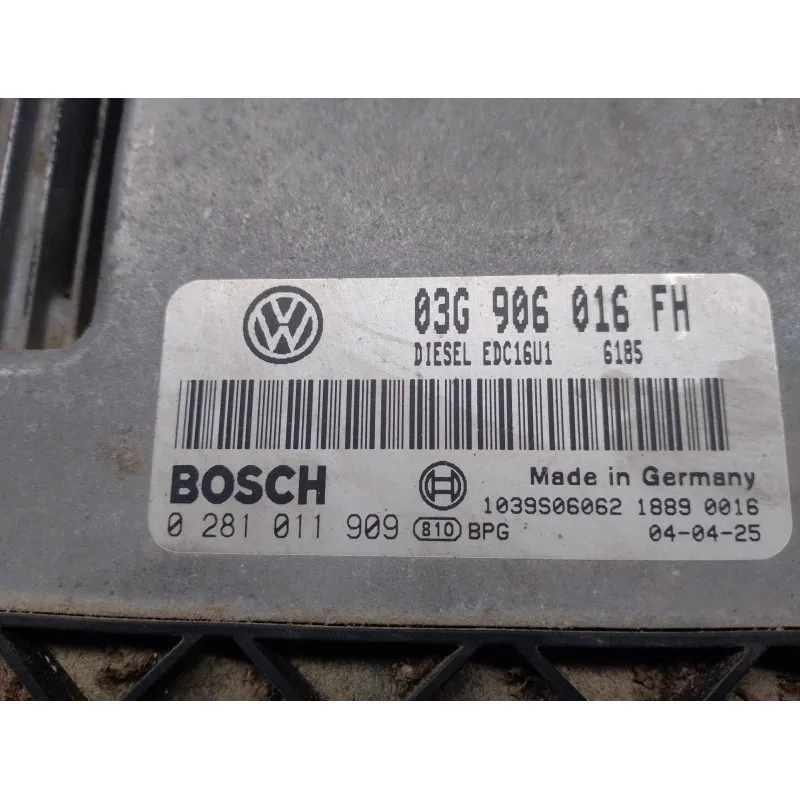 VW 03G 906 016 FH
DIESEL EDC16U1 6185
BOSCH Made in Germany
1039S06062 1889 0016
0 281 011 909 810 BPG 04-04-25